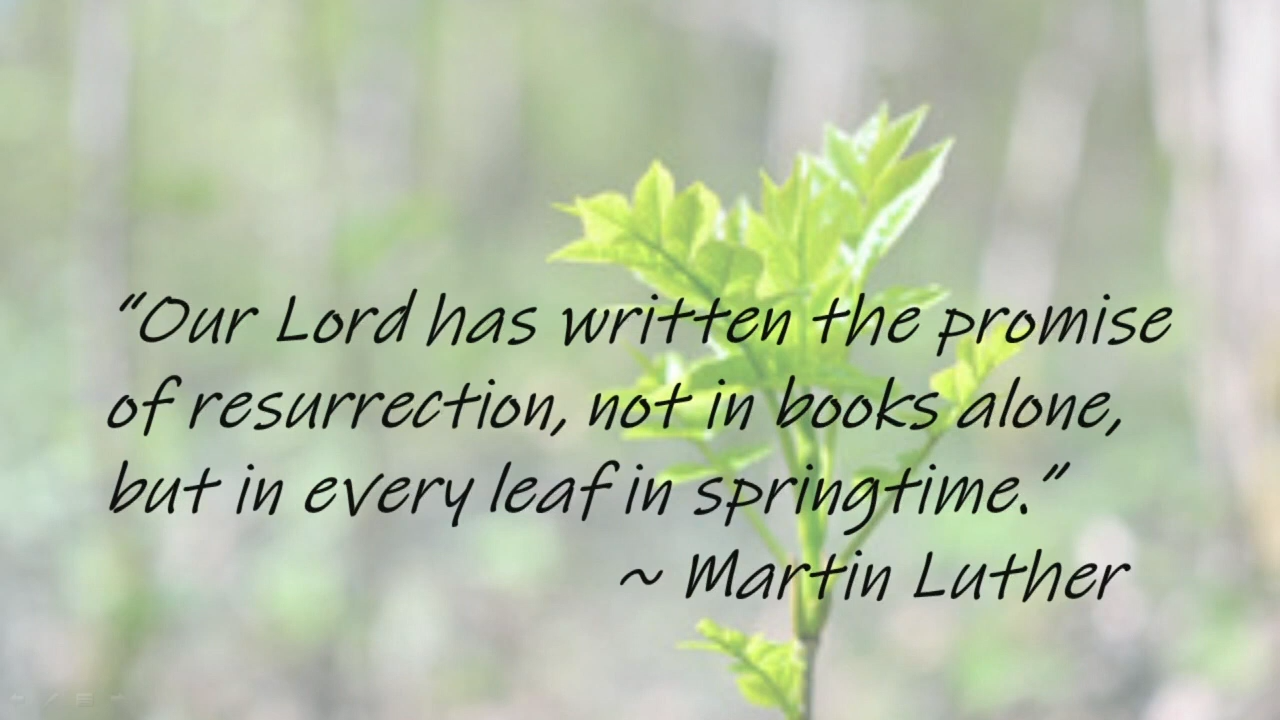 “Our Lord has written the promise
of resurrection, not in books alone,
but in every leaf in springtime.”
~ Martin Luther